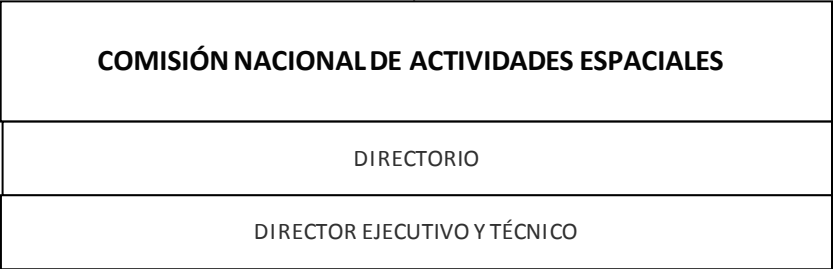 COMISIÓN NACIONAL DE ACTIVIDADES ESPACIALES
DIRECTORIO
DIRECTOR EJECUTIVO Y TÉCNICO